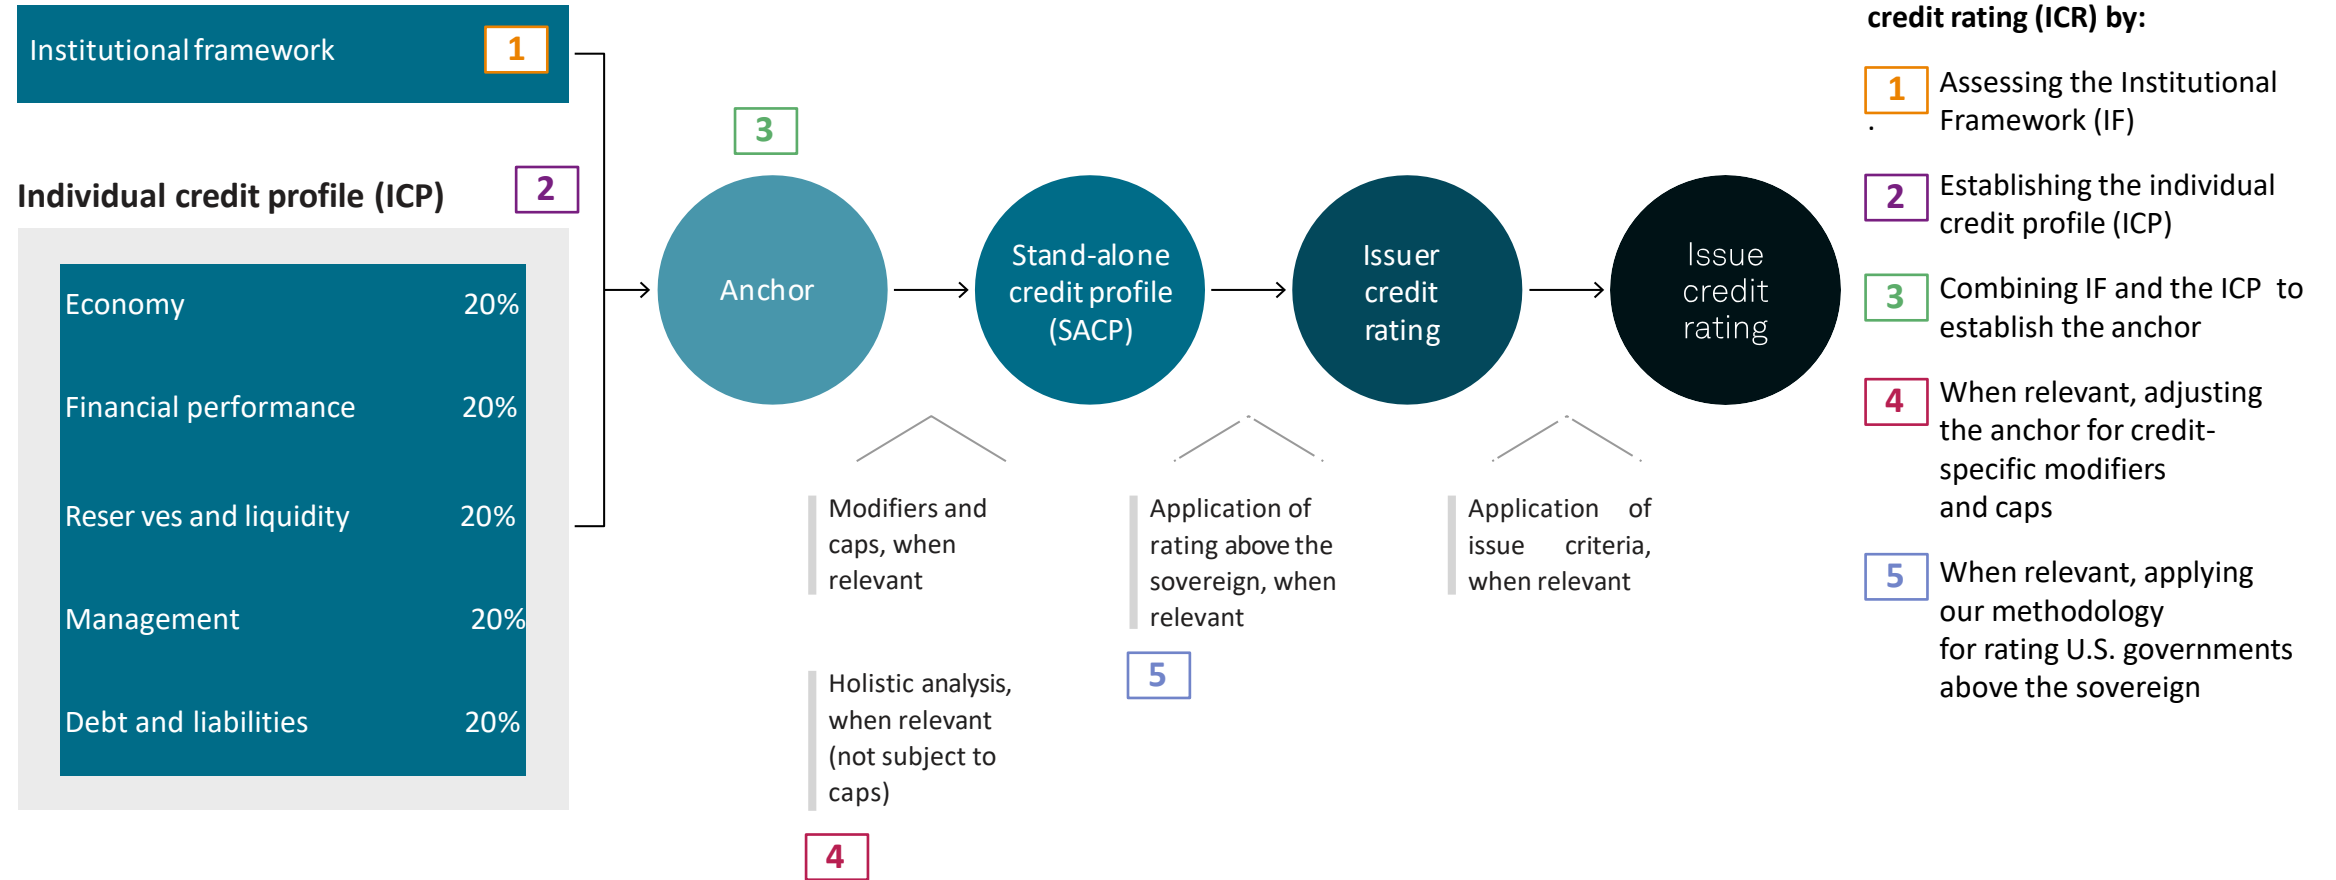 Institutional framework 1
Individual credit profile (ICP) 2
Economy 20%
Financial performance 20%
Reser ves and liquidity 20%
Management 20%
Debt and liabilities 20%
3
Anchor
Stand-alone
credit profile
(SACP)
Issuer
credit
rating
Issue
credit
rating
Modifiers and
caps, when
relevant
Holistic analysis,
when relevant
(not subject to
caps)
4
Application of
rating above the
sovereign, when
relevant
5
Application of
issue criteria,
when relevant
credit rating (ICR) by:
1 Assessing the Institutional
. Framework (IF)
2 Establishing the individual
credit profile (ICP)
3 Combining IF and the ICP to
establish the anchor
4 When relevant, adjusting
the anchor for credit-
specific modifiers
and caps
5 When relevant, applying
our methodology
for rating U.S. governments
above the sovereign